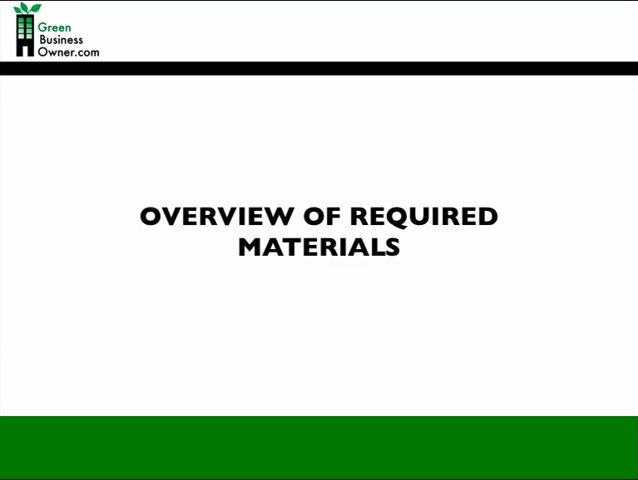 Green
Business
Owner.com
OVERVIEW OF REQUIRED
MATERIALS